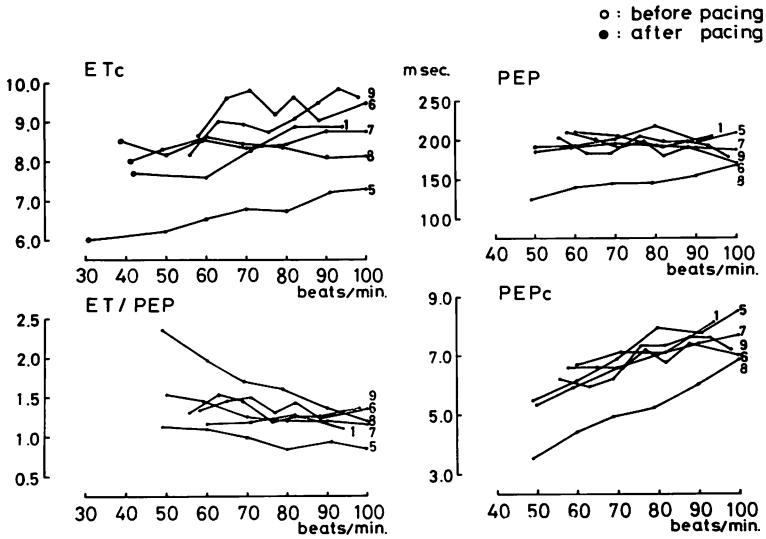 o : before pacing
● : after pacing
ETc
10.0
9.0
8.0
7.0
6.0
9
6
1
7
8
5
30 40 50 60 70 80 90 100
beats/min.
msec.
PEP
250
200
150
100
1
5
7
9
6
8
40 50 60 70 80 90 100
beats/min.
ET/PEP
2.5
2.0
1.5
1.0
0.5
9
6
8
7
1
5
30 40 50 60 70 80 90 100
beats/min.
PEPc
9.0
7.0
5.0
3.0
1
5
7
9
6
8
40 50 60 70 80 90 100
beats/min.